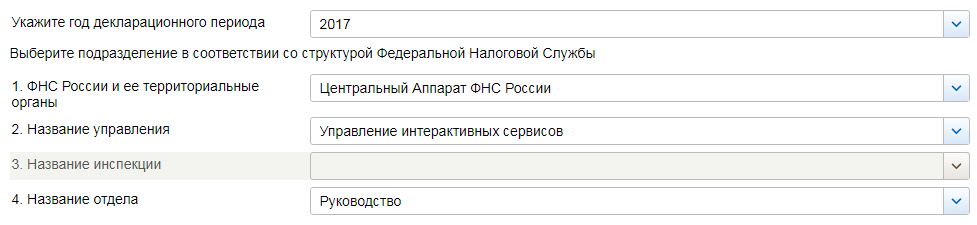 Укажите год декларационного периода
2017
Выберите подразделение в соответствии со структурой Федеральной Налоговой Службы
1. ФНС России и ее территориальные
органы
Центральный Аппарат ФНС России
2. Название управления
Управление интерактивных сервисов
3. Название инспекции
4. Название отдела
Руководство